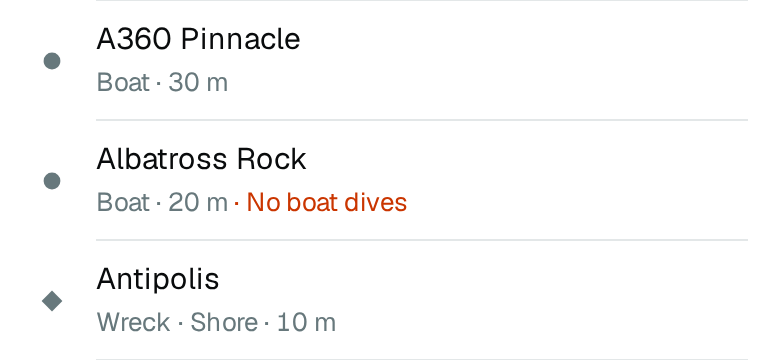 A360 Pinnacle
Boat · 30 m
Albatross Rock
Boat · 20 m · No boat dives
Antipolis
Wreck · Shore · 10 m